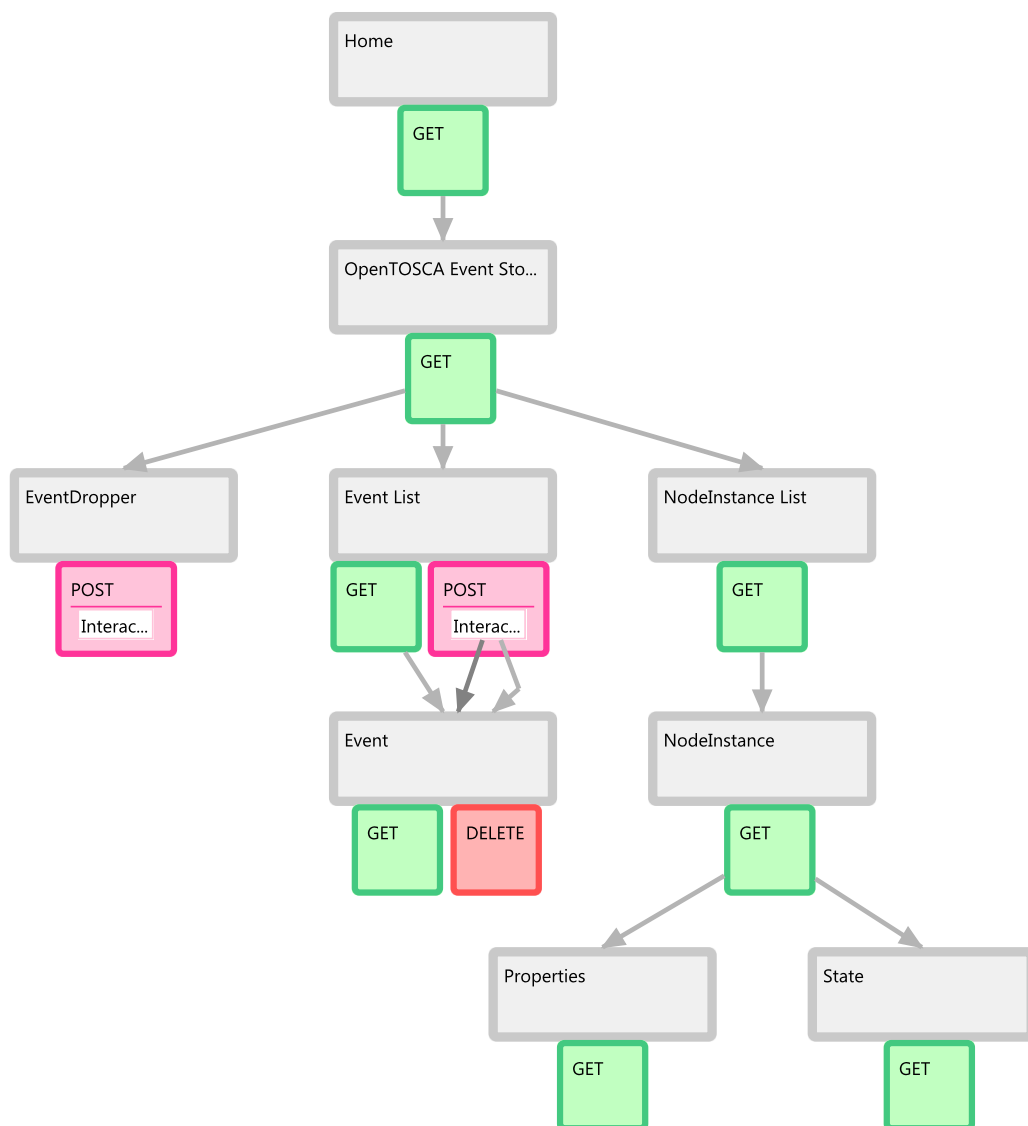 Home
GET
OpenTOSCA Event Sto...
GET
EventDropper
Event List
NodeInstance List
POST
Interac...
GET
POST
Interac...
GET
Event
NodeInstance
GET
DELETE
GET
Properties
State
GET
GET